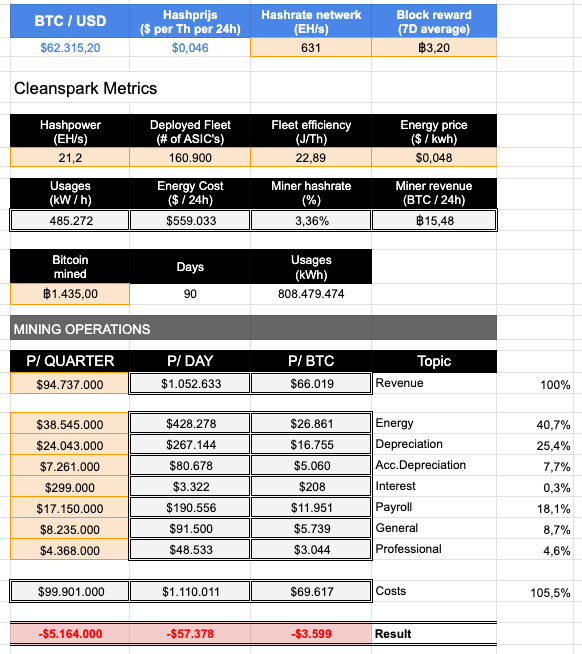 BTC / USD Hashprijs ($ per Th per 24h) Hashrate netwerk (EH/s) Block reward (7D average)
$62.315,20 $0,046 631 ฿3,20
Cleanspark Metrics
Hashpower (EH/s) Deployed Fleet (# of ASIC's) Fleet efficiency (J/Th) Energy price ($ / kwh)
21,2 160.900 22,89 $0,048
Usages (kW / h) Energy Cost ($ / 24h) Miner hashrate (%) Miner revenue (BTC / 24h)
485.272 $559.033 3,36% ฿15,48
Bitcoin mined Days Usages (kWh)
฿1.435,00 90 808.479.474
MINING OPERATIONS
P/ QUARTER P/ DAY P/ BTC Topic
$94.737.000 $1.052.633 $66.019 Revenue 100%
$38.545.000 $428.278 $26.861 Energy 40,7%
$24.043.000 $267.144 $16.755 Depreciation 25,4%
$7.261.000 $80.678 $5.060 Acc.Depreciation 7,7%
$299.000 $3.322 $208 Interest 0,3%
$17.150.000 $190.556 $11.951 Payroll 18,1%
$8.235.000 $91.500 $5.739 General 8,7%
$4.368.000 $48.533 $3.044 Professional 4,6%
$99.901.000 $1.110.011 $69.617 Costs 105,5%
-$5.164.000 -$57.378 -$3.599 Result